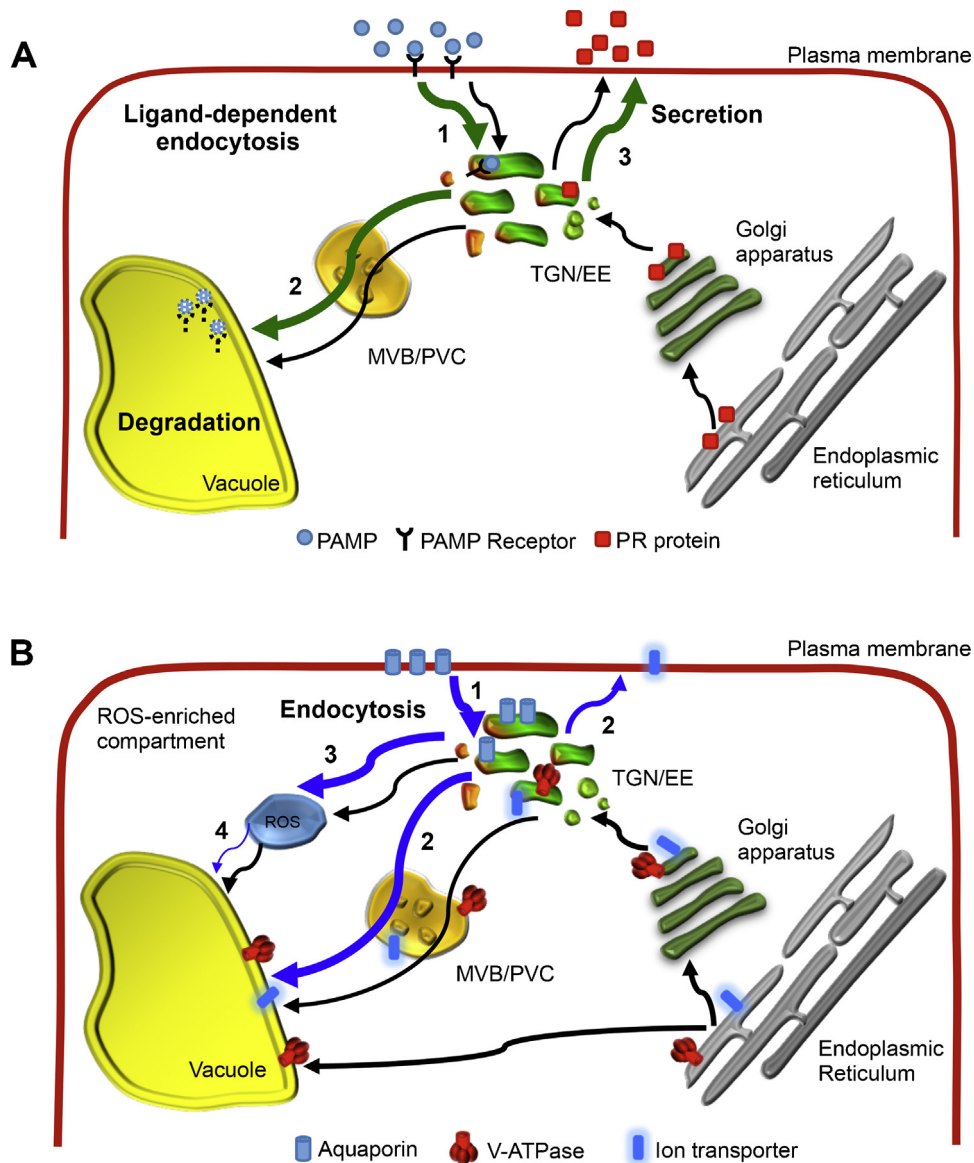 A
Plasma membrane
Ligand-dependent
endocytosis
1
Secretion
3
2
TGN/EE
Golgi
apparatus
MVB/PVC
Degradation
Vacuole
Endoplasmic
reticulum
PAMP
PAMP Receptor
PR protein
B
Plasma membrane
ROS-enriched
compartment
Endocytosis
1
2
3
TGN/EE
ROS
4
2
Golgi
apparatus
MVB/PVC
Vacuole
Endoplasmic
Reticulum
Aquaporin
V-ATPase
Ion transporter